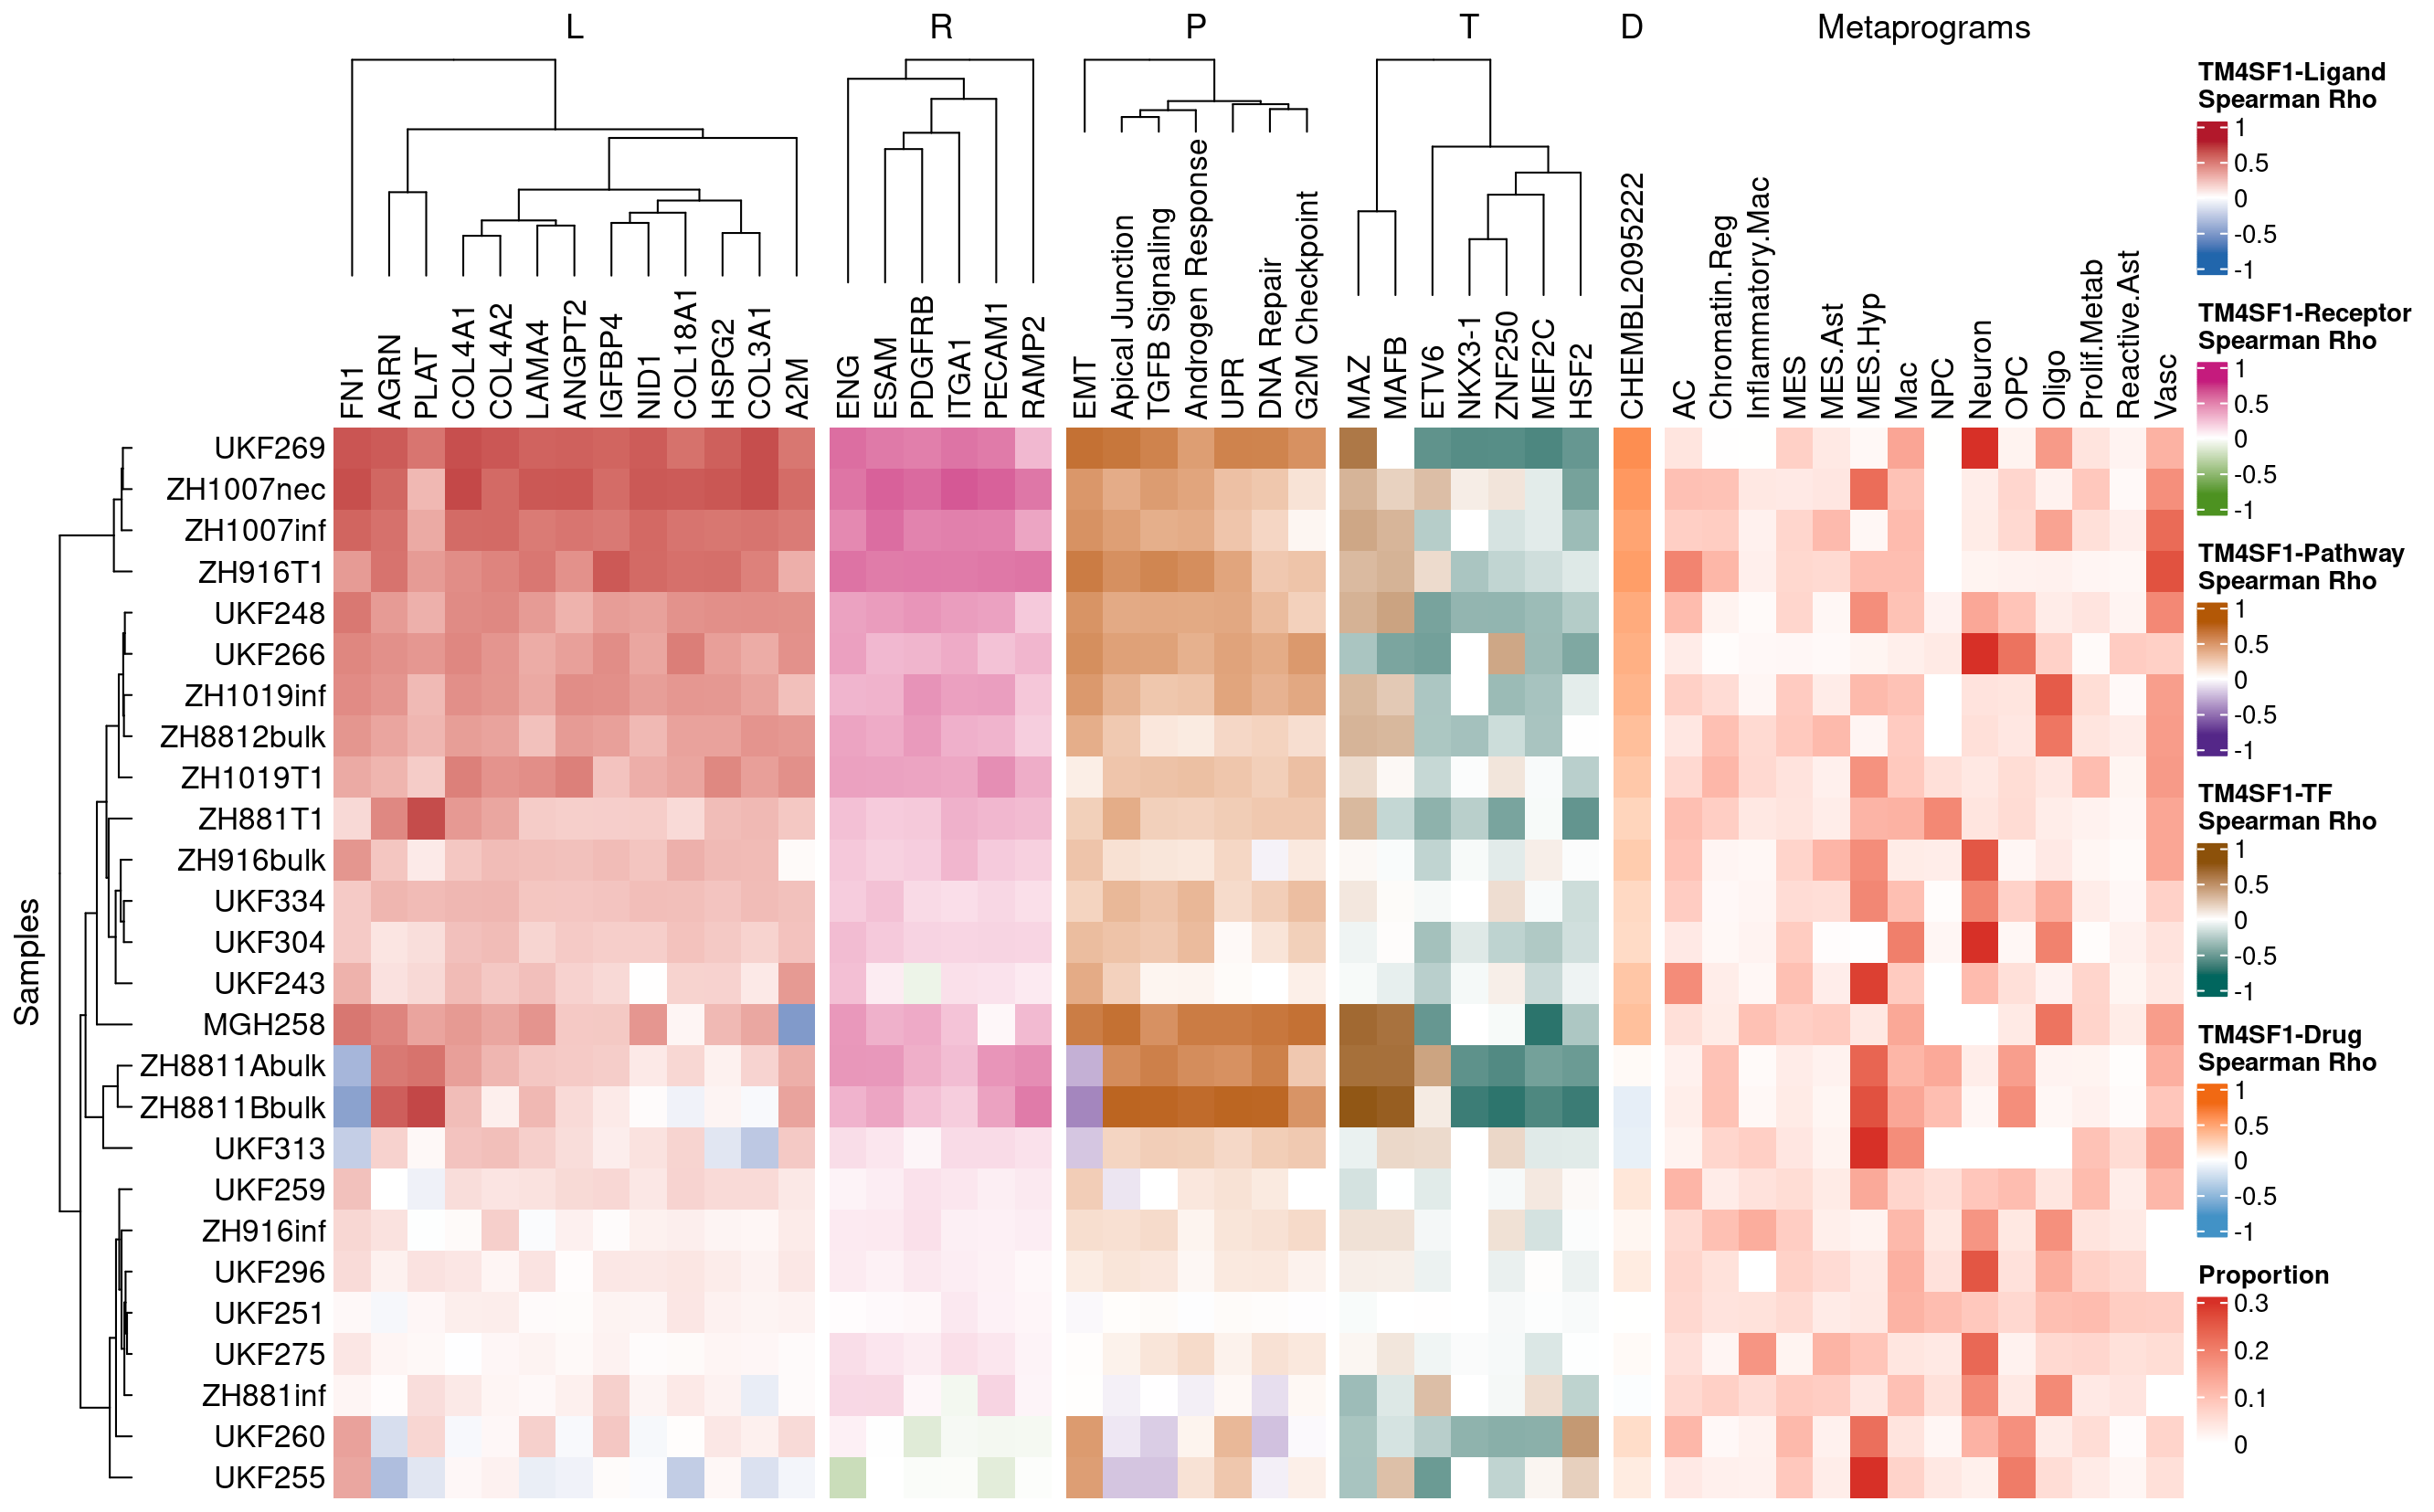 L R P T D Metaprograms
FN1 AGRN PLAT COL4A1 COL4A2 LAMA4 ANGPT2 IGFBP4 NID1 COL18A1 HSPG2 COL3A1 A2M
ENG ESAM PDGFRB ITGA1 PECAM1 RAMP2
EMT Apical Junction TGFB Signaling Androgen Response UPR DNA Repair G2M Checkpoint
MAZ MAFB ETV6 NKX3-1 ZNF250 MEF2C HSF2
CHEMBL2095222
AC Chromatin.Reg Inflammatory.Mac MES MES.Ast MES.Hyp Mac NPC Neuron OPC Oligo Prolif.Metab Reactive.Ast Vasc
Samples
UKF269
ZH1007nec
ZH1007inf
ZH916T1
UKF248
UKF266
ZH1019inf
ZH8812bulk
ZH1019T1
ZH881T1
ZH916bulk
UKF334
UKF304
UKF243
MGH258
ZH8811Abulk
ZH8811Bbulk
UKF313
UKF259
ZH916inf
UKF296
UKF251
UKF275
ZH881inf
UKF260
UKF255
TM4SF1-Ligand
Spearman Rho
1
0.5
0
-0.5
-1
TM4SF1-Receptor
Spearman Rho
1
0.5
0
-0.5
-1
TM4SF1-Pathway
Spearman Rho
1
0.5
0
-0.5
-1
TM4SF1-TF
Spearman Rho
1
0.5
0
-0.5
-1
TM4SF1-Drug
Spearman Rho
1
0.5
0
-0.5
-1
Proportion
0.3
0.2
0.1
0